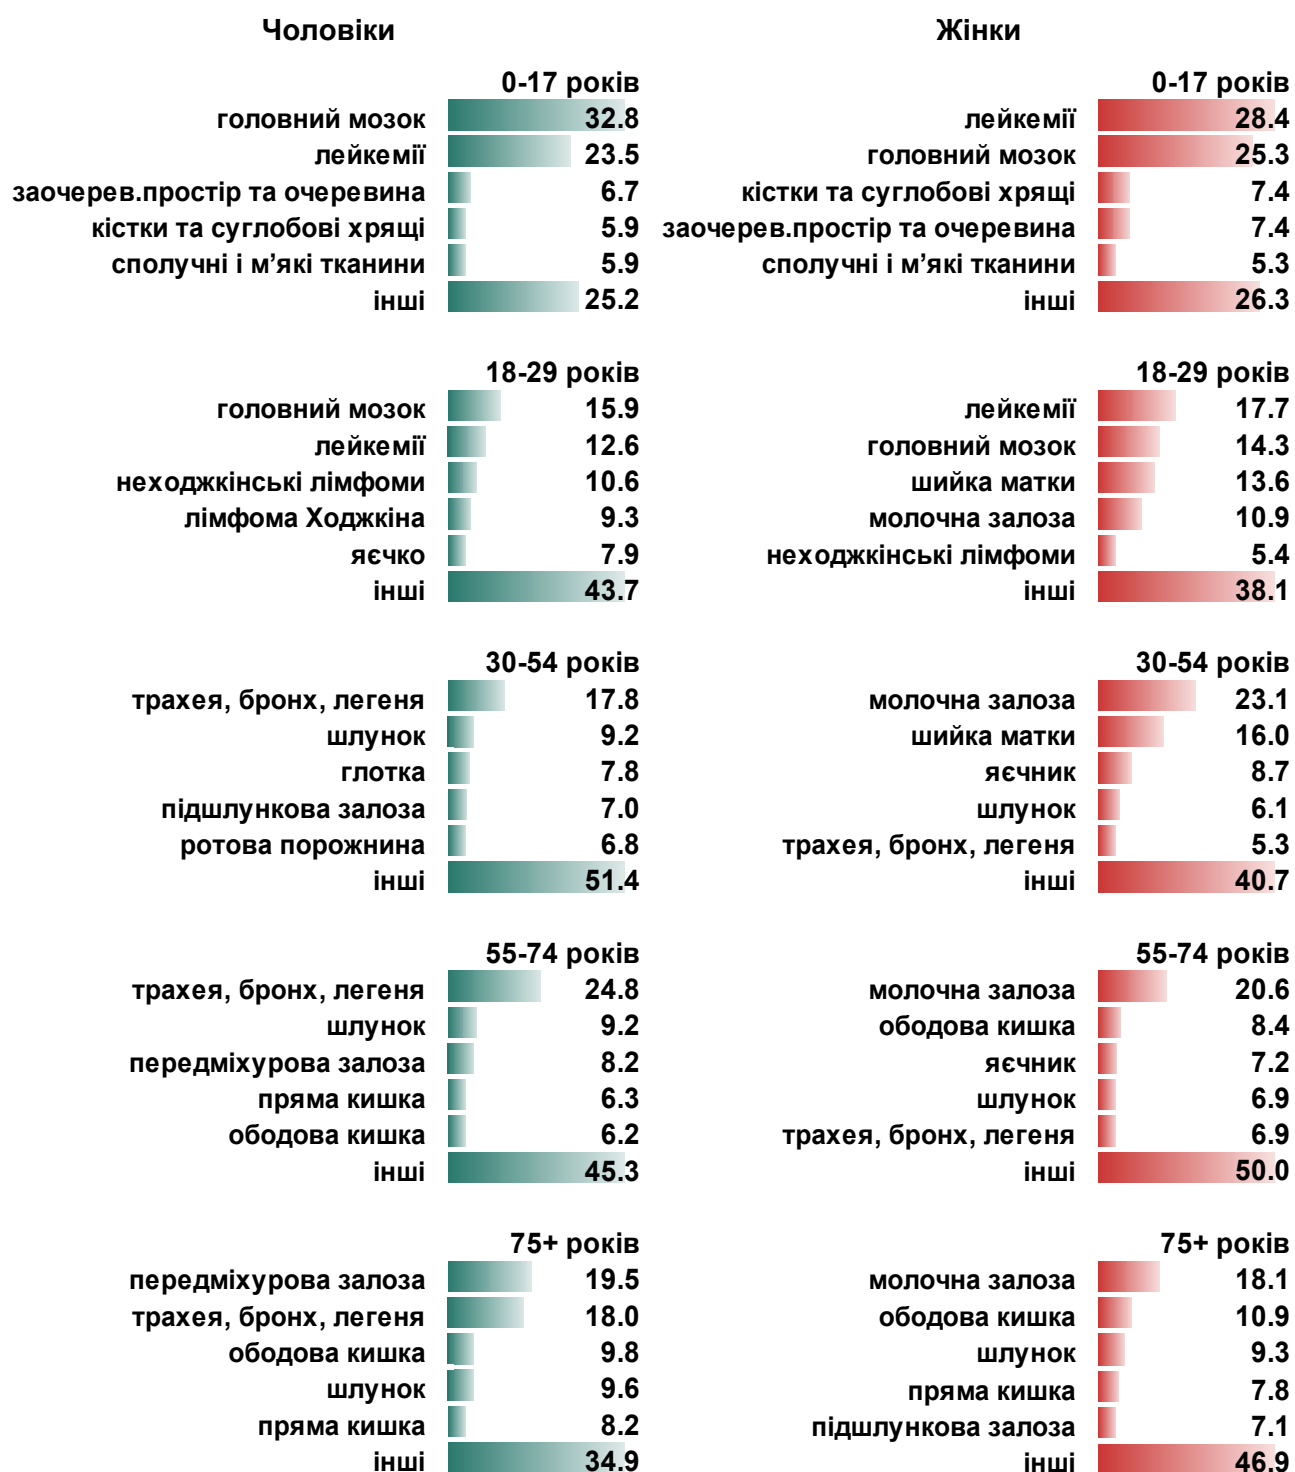 Чоловіки
0-17 років
головний мозок 32.8
лейкемії 23.5
заочерев.простір та очеревина 6.7
кістки та суглобові хрящі 5.9
сполучні і м’які тканини 5.9
інші 25.2
18-29 років
головний мозок 15.9
лейкемії 12.6
неходжкінські лімфоми 10.6
лімфома Ходжкіна 9.3
яєчко 7.9
інші 43.7
30-54 років
трахея, бронх, легеня 17.8
шлунок 9.2
глотка 7.8
підшлункова залоза 7.0
ротова порожнина 6.8
інші 51.4
55-74 років
трахея, бронх, легеня 24.8
шлунок 9.2
передміхурова залоза 8.2
пряма кишка 6.3
ободова кишка 6.2
інші 45.3
75+ років
передміхурова залоза 19.5
трахея, бронх, легеня 18.0
ободова кишка 9.8
шлунок 9.6
пряма кишка 8.2
інші 34.9
Жінки
0-17 років
лейкемії 28.4
головний мозок 25.3
кістки та суглобові хрящі 7.4
заочерев.простір та очеревина 7.4
сполучні і м’які тканини 5.3
інші 26.3
18-29 років
лейкемії 17.7
головний мозок 14.3
шийка матки 13.6
молочна залоза 10.9
неходжкінські лімфоми 5.4
інші 38.1
30-54 років
молочна залоза 23.1
шийка матки 16.0
яєчник 8.7
шлунок 6.1
трахея, бронх, легеня 5.3
інші 40.7
55-74 років
молочна залоза 20.6
ободова кишка 8.4
яєчник 7.2
шлунок 6.9
трахея, бронх, легеня 6.9
інші 50.0
75+ років
молочна залоза 18.1
ободова кишка 10.9
шлунок 9.3
пряма кишка 7.8
підшлункова залоза 7.1
інші 46.9